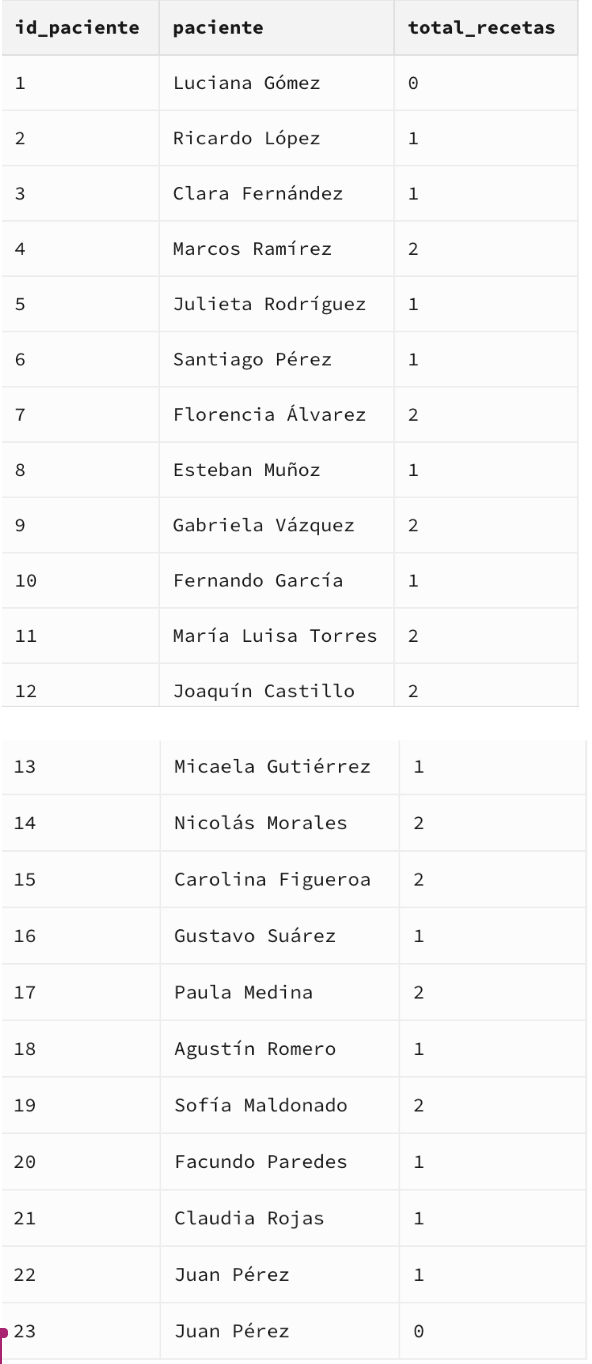 id_paciente paciente total_recetas
1 Luciana Gómez 0
2 Ricardo López 1
3 Clara Fernández 1
4 Marcos Ramírez 2
5 Julieta Rodríguez 1
6 Santiago Pérez 1
7 Florencia Álvarez 2
8 Esteban Muñoz 1
9 Gabriela Vázquez 2
10 Fernando García 1
11 María Luisa Torres 2
12 Joaquín Castillo 2
13 Micaela Gutiérrez 1
14 Nicolás Morales 2
15 Carolina Figueroa 2
16 Gustavo Suárez 1
17 Paula Medina 2
18 Agustín Romero 1
19 Sofía Maldonado 2
20 Facundo Paredes 1
21 Claudia Rojas 1
22 Juan Pérez 1
23 Juan Pérez 0